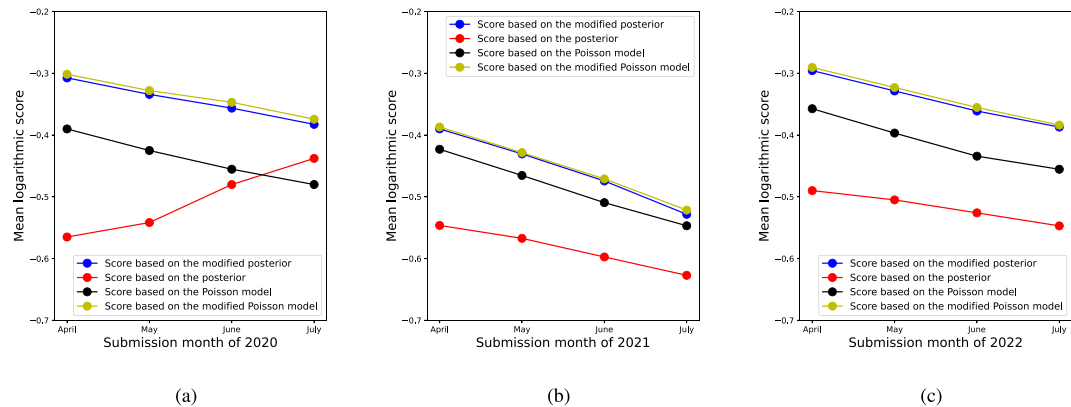 −0.2
−0.3
−0.4
−0.5
−0.6
−0.7
Mean logarithmic score
Score based on the modified posterior
Score based on the posterior
Score based on the Poisson model
Score based on the modified Poisson model
April
May
June
July
Submission month of 2020
(a)
−0.2
−0.3
−0.4
−0.5
−0.6
−0.7
Mean logarithmic score
Score based on the modified posterior
Score based on the posterior
Score based on the Poisson model
Score based on the modified Poisson model
April
May
June
July
Submission month of 2021
(b)
−0.2
−0.3
−0.4
−0.5
−0.6
−0.7
Mean logarithmic score
Score based on the modified posterior
Score based on the posterior
Score based on the Poisson model
Score based on the modified Poisson model
April
May
June
July
Submission month of 2022
(c)